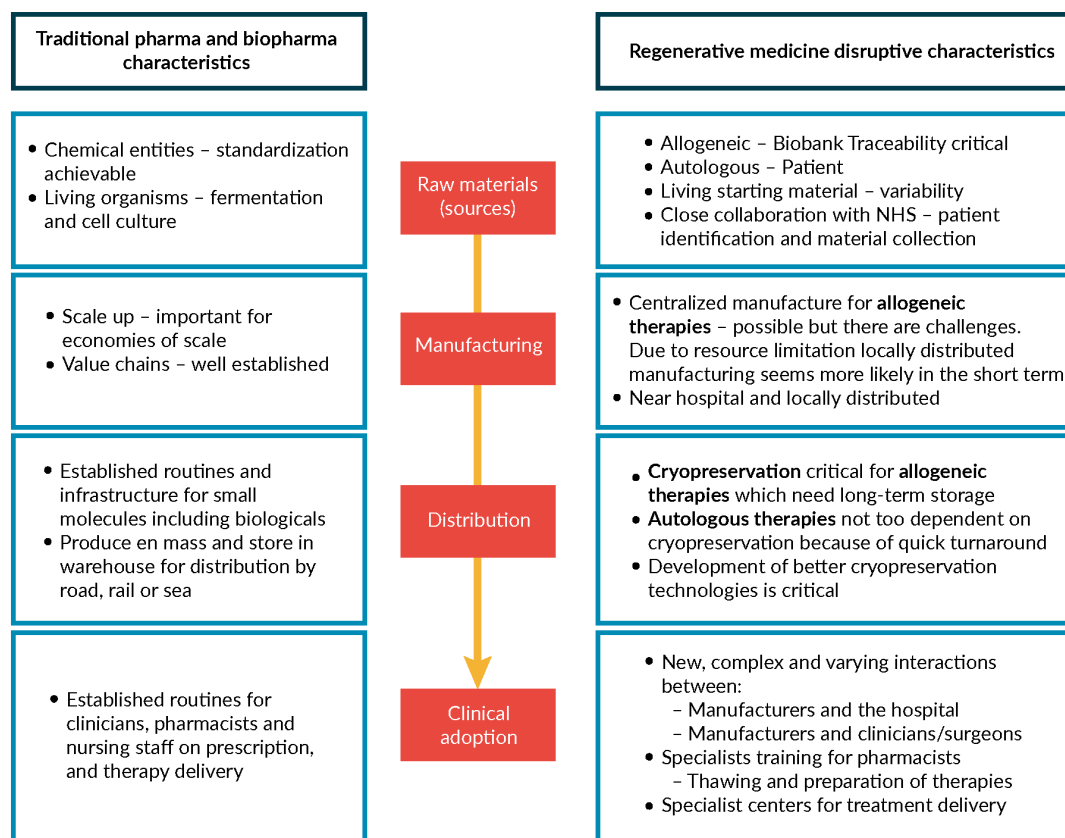 Traditional pharma and biopharma
characteristics
Regenerative medicine disruptive characteristics
• Chemical entities – standardization
achievable
• Living organisms – fermentation
and cell culture
Raw materials
(sources)
• Allogeneic – Biobank Traceability critical
• Autologous – Patient
• Living starting material – variability
• Close collaboration with NHS – patient
identification and material collection
• Scale up – important for
economies of scale
• Value chains – well established
Manufacturing
• Centralized manufacture for allogeneic
therapies – possible but there are challenges.
Due to resource limitation locally distributed
manufacturing seems more likely in the short term
• Near hospital and locally distributed
• Established routines and
infrastructure for small
molecules including biologicals
• Produce en mass and store in
warehouse for distribution by
road, rail or sea
Distribution
• Cryopreservation critical for allogeneic
therapies which need long-term storage
• Autologous therapies not too dependent on
cryopreservation because of quick turnaround
• Development of better cryopreservation
technologies is critical
• Established routines for
clinicians, pharmacists and
nursing staff on prescription,
and therapy delivery
Clinical
adoption
• New, complex and varying interactions
between:
– Manufacturers and the hospital
– Manufacturers and clinicians/surgeons
• Specialists training for pharmacists
– Thawing and preparation of therapies
• Specialist centers for treatment delivery